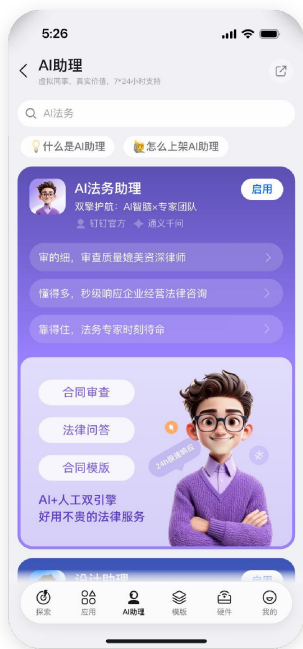 5:26
AI助理
虚拟同事，真实价值，7*24小时支持
AI法务
什么是AI助理
怎么上架AI助理
AI法务助理
启用
双擎护航：AI智脑×专家团队
钉钉官方 通义千问
审的细，审查质量媲美资深律师
懂得多，秒级响应企业经营法律咨询
靠得住，法务专家时刻待命
合同审查
法律问答
合同模版
24h极速响应
AI+人工双引擎
好用不贵的法律服务
设计助理
启用
探索
应用
AI助理
模版
硬件
我的